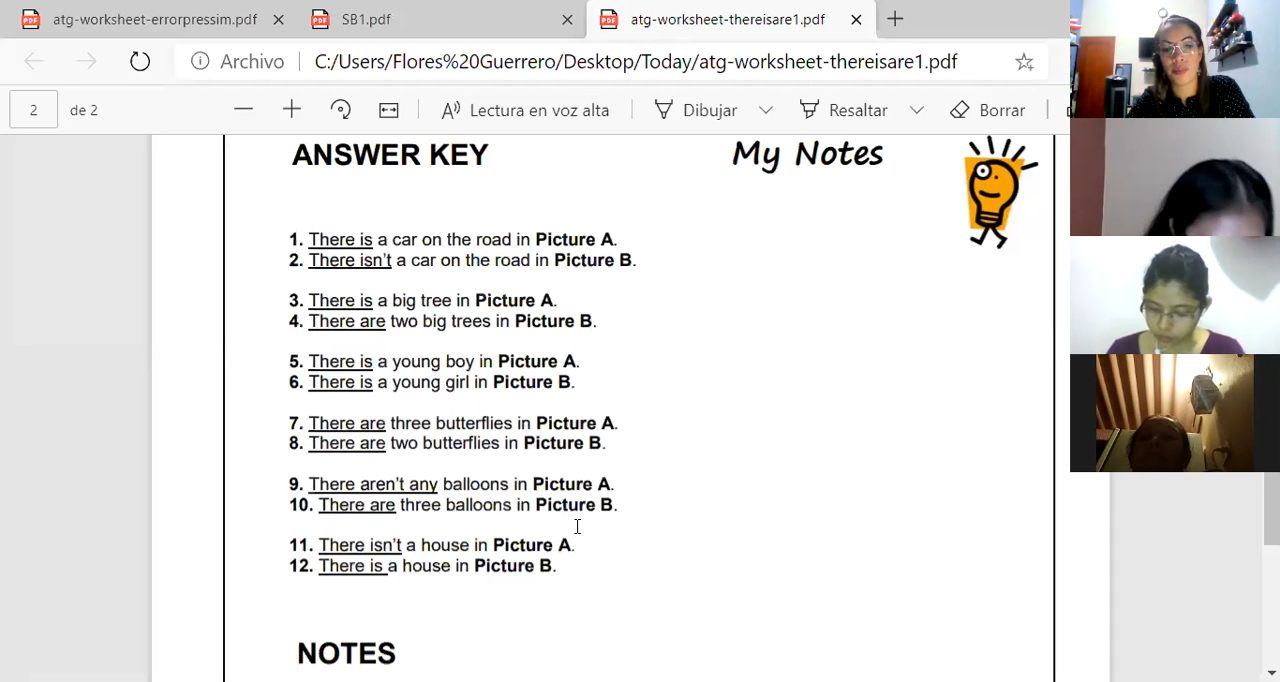 atg-worksheet-errorpressim.pdf
SB1.pdf
atg-worksheet-thereisare1.pdf
Archivo
C:/Users/Flores%20Guerrero/Desktop/Today/atg-worksheet-thereisare1.pdf
2 de 2
Lectura en voz alta
Dibujar
Resaltar
Borrar
ANSWER KEY
My Notes
1. There is a car on the road in Picture A.
2. There isn't a car on the road in Picture B.
3. There is a big tree in Picture A.
4. There are two big trees in Picture B.
5. There is a young boy in Picture A.
6. There is a young girl in Picture B.
7. There are three butterflies in Picture A.
8. There are two butterflies in Picture B.
9. There aren't any balloons in Picture A.
10. There are three balloons in Picture B.
11. There isn't a house in Picture A.
12. There is a house in Picture B.
NOTES